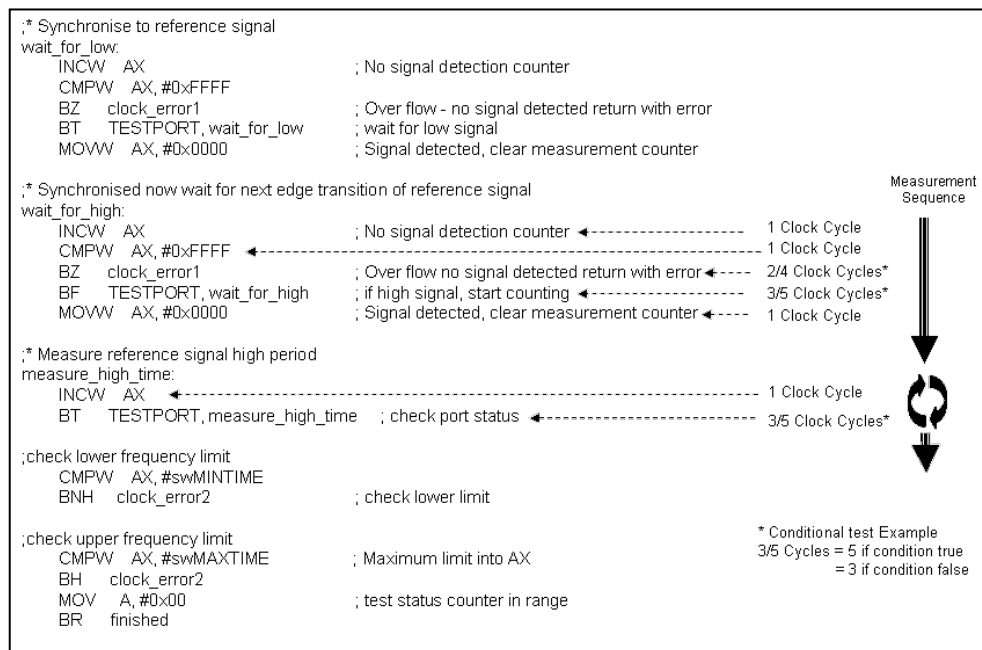 ;* Synchronise to reference signal
wait_for_low:
INCW AX ; No signal detection counter
CMPW AX, #0xFFFF
BZ clock_error1 ; Over flow - no signal detected return with error
BT TESTPORT, wait_for_low ; wait for low signal
MOVW AX, #0x0000 ; Signal detected, clear measurement counter
;* Synchronised now wait for next edge transition of reference signal
Measurement
Sequence
wait_for_high:
INCW AX ; No signal detection counter 1 Clock Cycle
CMPW AX, #0xFFFF 1 Clock Cycle
BZ clock_error1 ; Over flow no signal detected return with error 2/4 Clock Cycles*
BF TESTPORT, wait_for_high ; if high signal, start counting 3/5 Clock Cycles*
MOVW AX, #0x0000 ; Signal detected, clear measurement counter 1 Clock Cycle
;* Measure reference signal high period
measure_high_time:
INCW AX 1 Clock Cycle
BT TESTPORT, measure_high_time ; check port status 3/5 Clock Cycles*
;check lower frequency limit
CMPW AX, #swMINTIME
BNH clock_error2 ; check lower limit
;check upper frequency limit
CMPW AX, #swMAXTIME ; Maximum limit into AX
BH clock_error2
MOV A, #0x00 ; test status counter in range
BR finished
* Conditional test Example
3/5 Cycles = 5 if condition true
= 3 if condition false